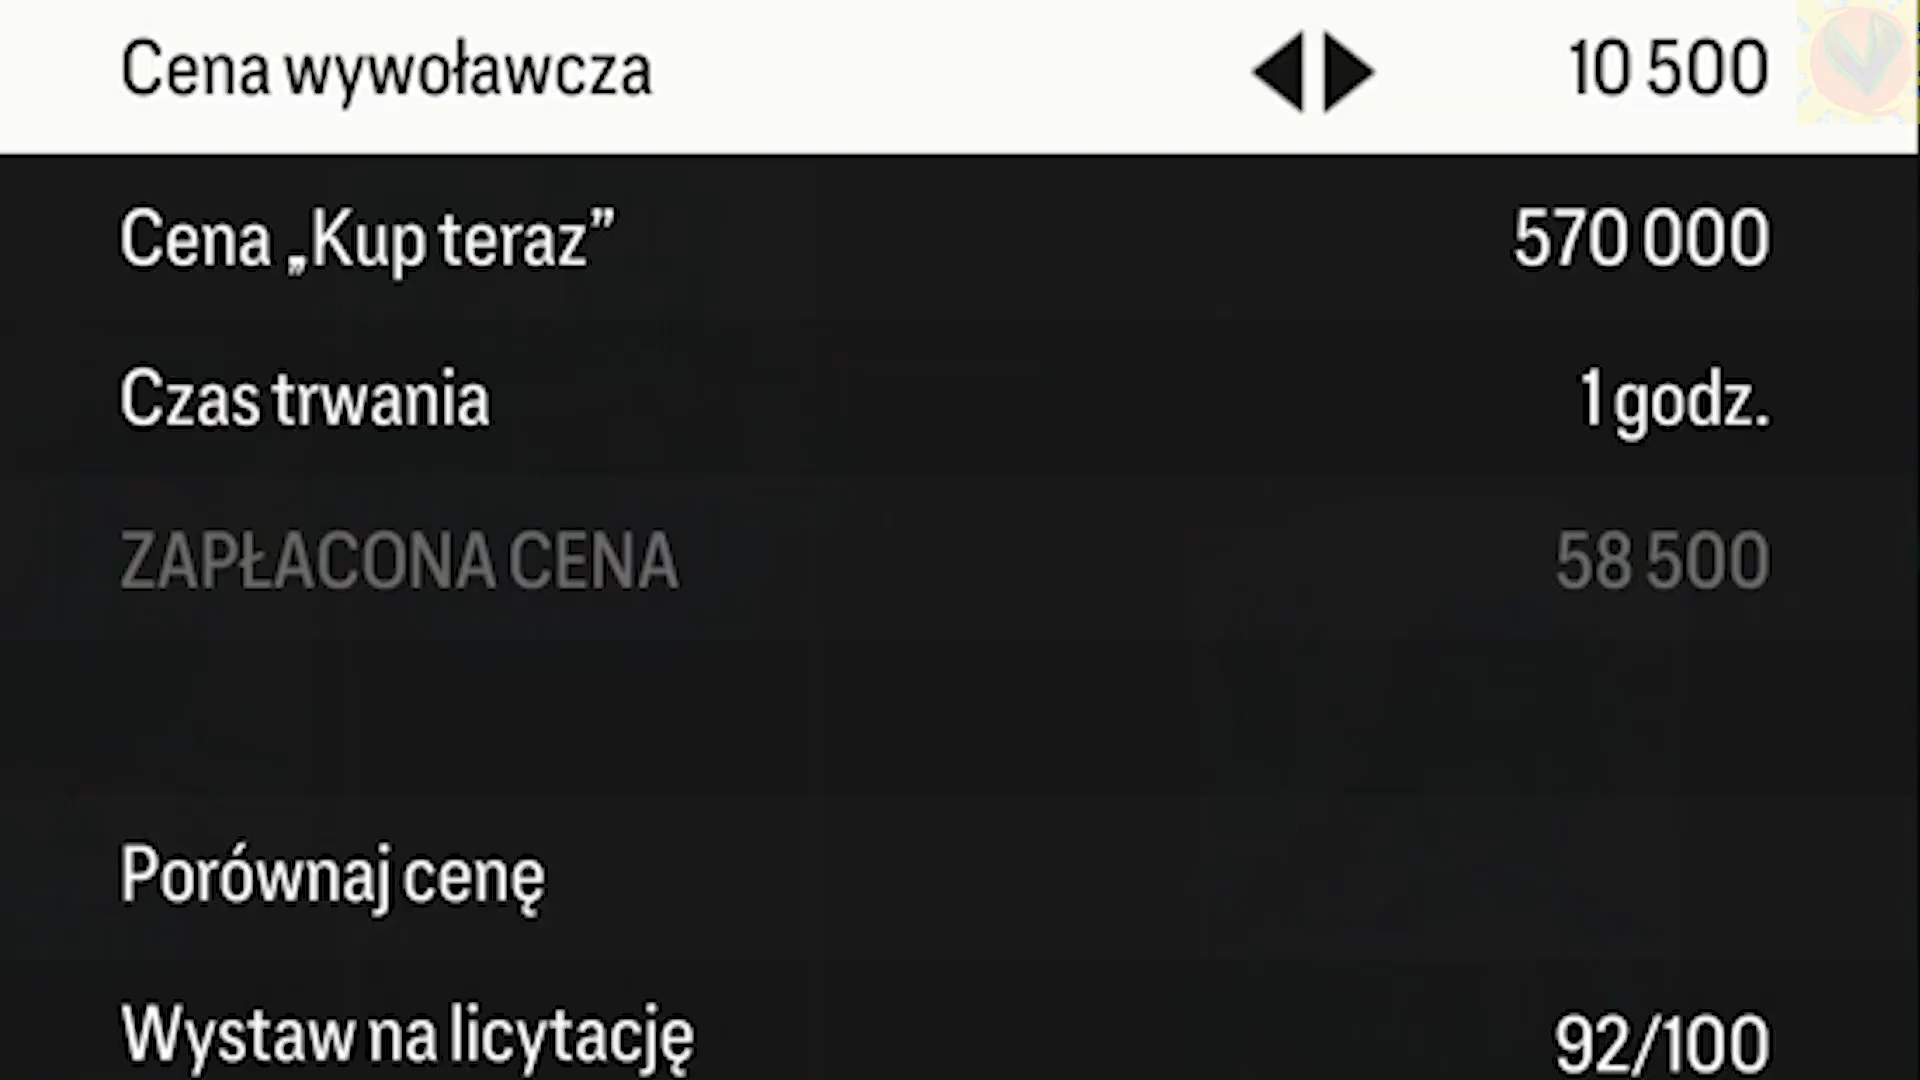 Cena wywoławcza 10 500
Cena „Kup teraz” 570 000
Czas trwania 1 godz.
ZAPŁACONA CENA 58 500
Porównaj cenę
Wystaw na licytację 92/100